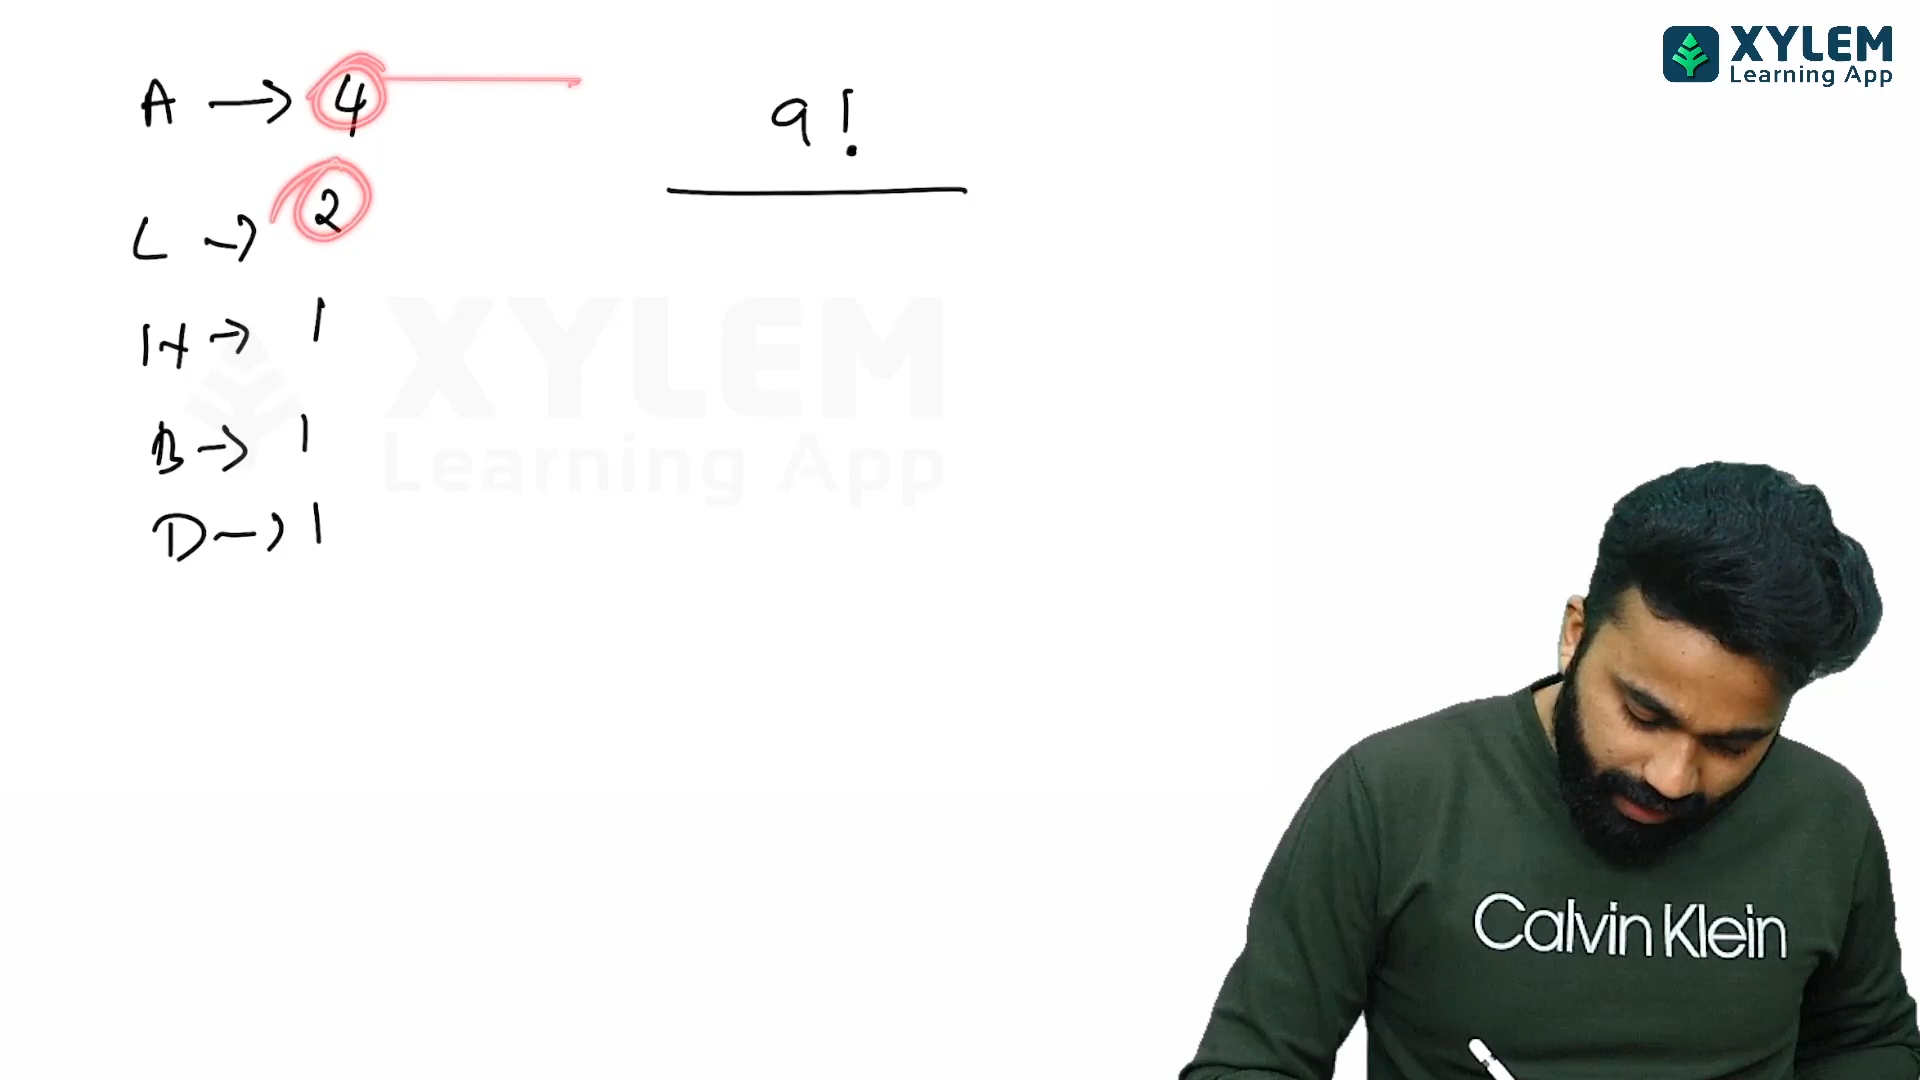 XYLEM
Learning App
A → 4
9!
L → 2
H → 1
B → 1
D → 1
XYLEM
Learning App
Calvin Klein